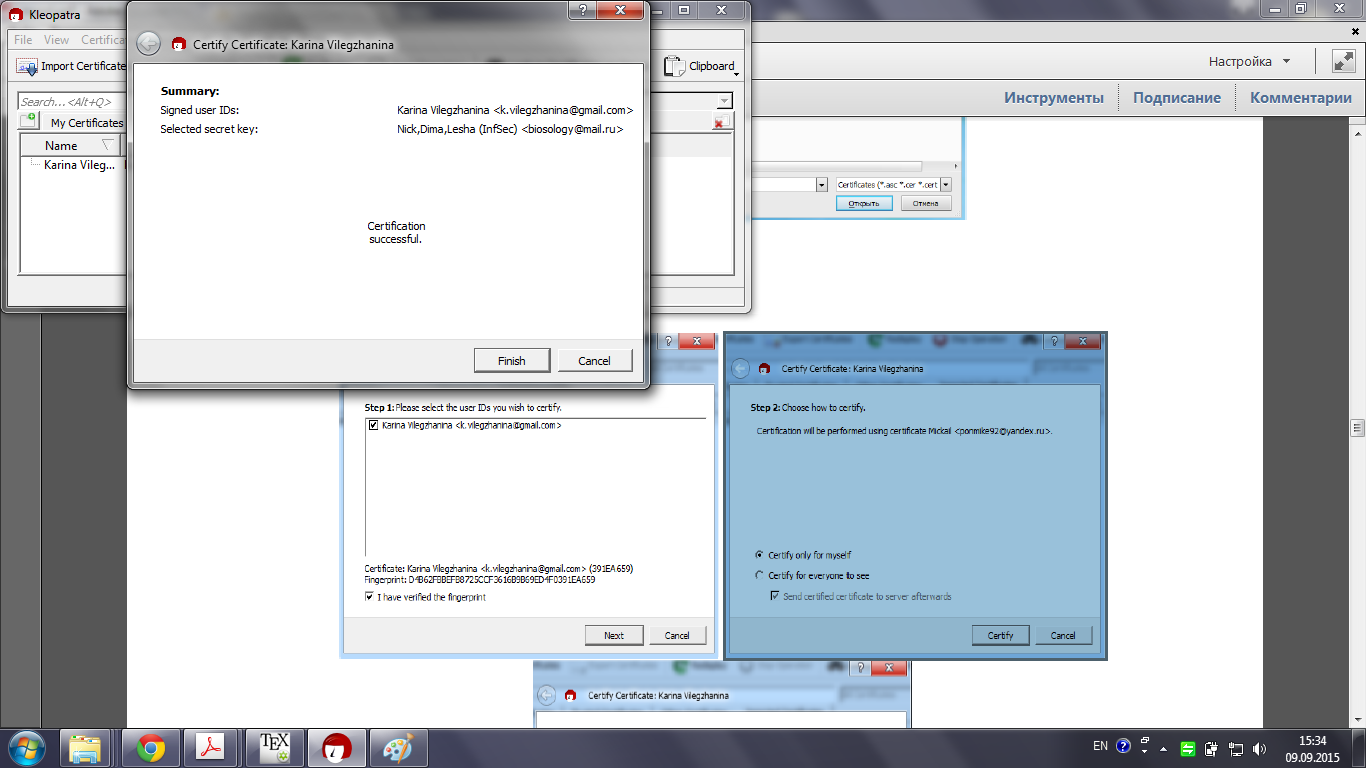 Kleopatra
File View Certifica
Import Certificate
Clipboard
Search...<Alt+Q>
My Certificates
Name
Karina Vileg...
Certify Certificate: Karina Vilegzhanina
Summary:
Signed user IDs: Karina Vilegzhanina <k.vilegzhanina@gmail.com>
Selected secret key: Nick,Dima,Lesha (InfSec) <biosology@mail.ru>
Certification
successful.
Finish Cancel
Настройка
Инструменты Подписание Комментарии
Certificates (*.asc *.cer *.cert
Открыть Отмена
Step 1: Please select the user IDs you wish to certify.
Karina Vilegzhanina <k.vilegzhanina@gmail.com>
Certificate: Karina Vilegzhanina <k.vilegzhanina@gmail.com> (391EA659)
Fingerprint: D4B62FBBEFB8725CCF3616B9B69ED4F0391EA659
I have verified the fingerprint
Next Cancel
Certify Certificate: Karina Vilegzhanina
Step 2: Choose how to certify.
Certification will be performed using certificate Mickail <ponmike92@yandex.ru>.
Certify only for myself
Certify for everyone to see
Send certified certificate to server afterwards
Certify Cancel
Certify Certificate: Karina Vilegzhanina
TEX
EN
15:34
09.09.2015